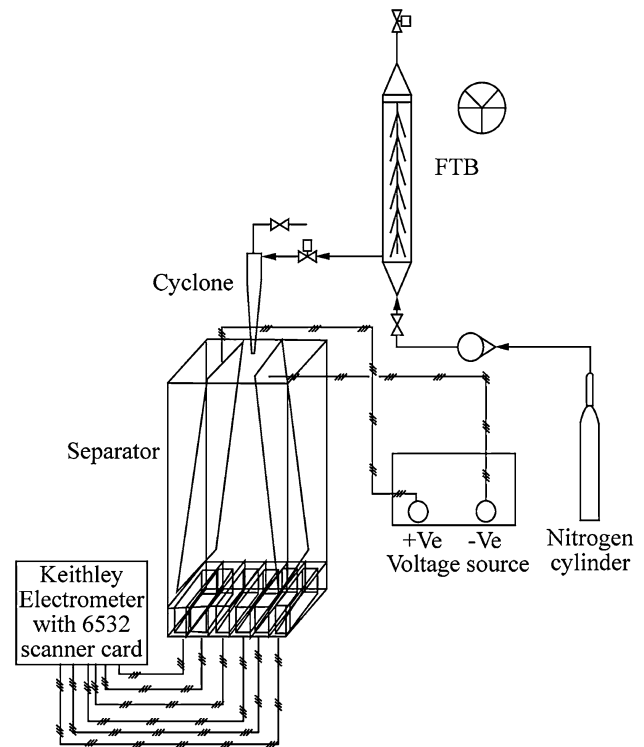 FTB
Cyclone
Separator
+Ve -Ve
Voltage source
Nitrogen
cylinder
Keithley
Electrometer
with 6532
scanner card